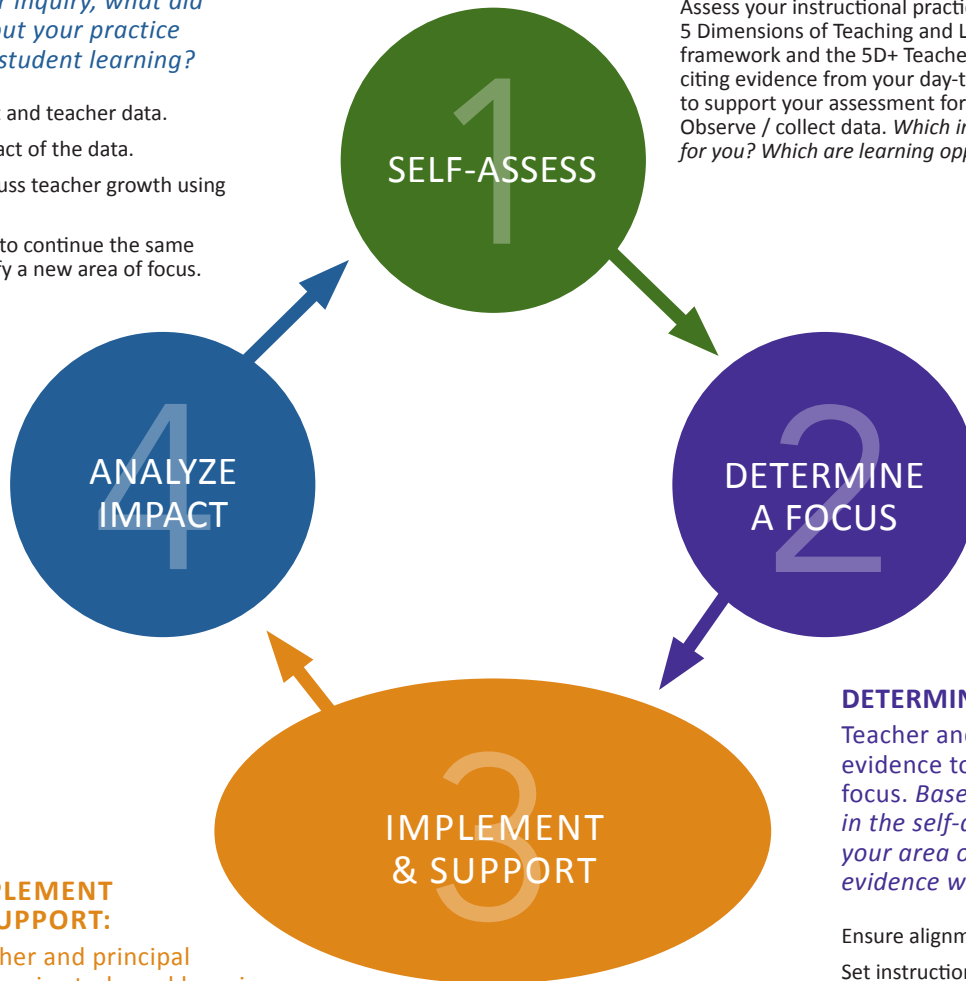 r inquiry, what did
out your practice
student learning?
t and teacher data.
act of the data.
uss teacher growth using
to continue the same
fy a new area of focus.
Assess your instructional practic
5 Dimensions of Teaching and L
framework and the 5D+ Teache
citing evidence from your day-t
to support your assessment for
Observe / collect data. Which in
for you? Which are learning opp
1
SELF-ASSESS
2
DETERMINE
A FOCUS
3
IMPLEMENT
& SUPPORT
4
ANALYZE
IMPACT
DETERMIN
Teacher and
evidence to
focus. Base
in the self-a
your area o
evidence w
Ensure alignm
Set instruction
PLEMENT
UPPORT:
her and principal